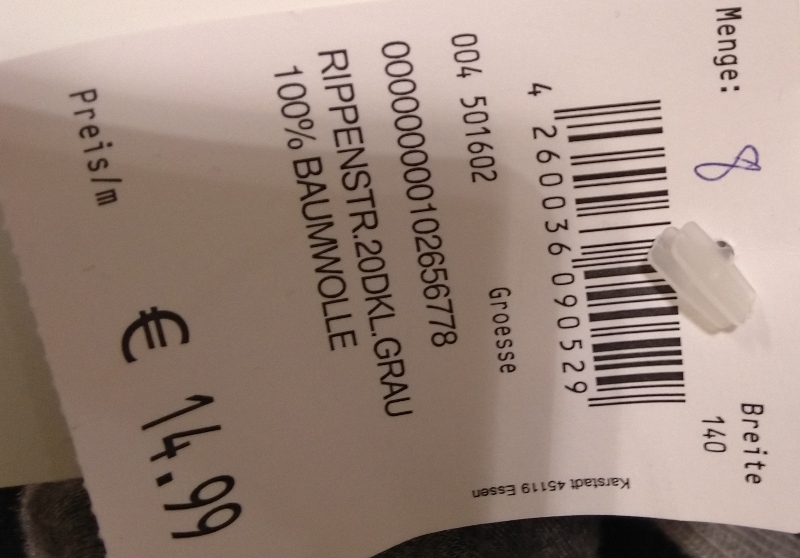 Menge: 8
Breite
140
4 260036 090529
004 501602
Groesse
000000000102656778
RIPPENSTR.20DKL.GRAU
100% BAUMWOLLE
Preis/m
€ 14.99
Karstadt 45119 Essen